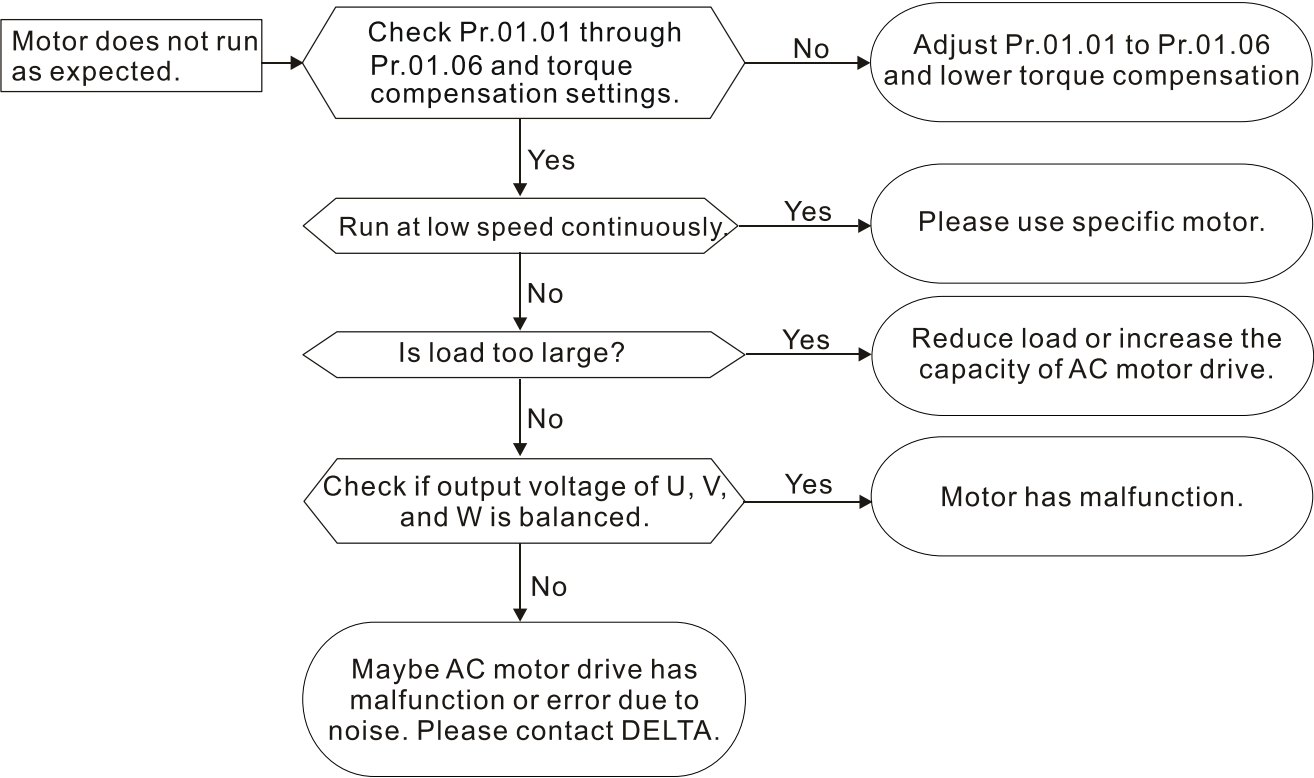 Motor does not run
as expected.
Check Pr.01.01 through
Pr.01.06 and torque
compensation settings.
No
Adjust Pr.01.01 to Pr.01.06
and lower torque compensation
Yes
Run at low speed continuously.
Yes
Please use specific motor.
No
Is load too large?
Yes
Reduce load or increase the
capacity of AC motor drive.
No
Check if output voltage of U, V,
and W is balanced.
Yes
Motor has malfunction.
No
Maybe AC motor drive has
malfunction or error due to
noise. Please contact DELTA.